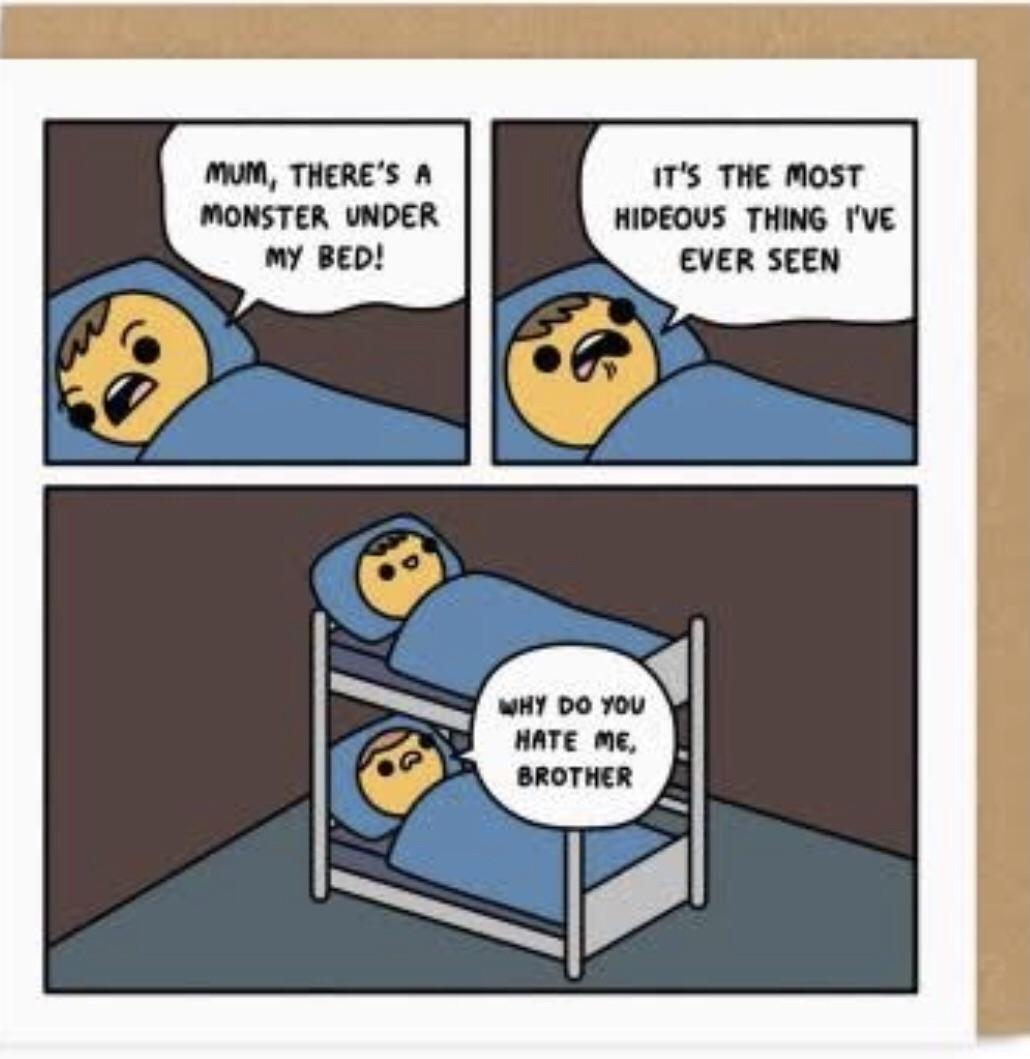 MUM, THERE'S A
MONSTER UNDER
MY BED!
IT'S THE MOST
HIDEOUS THING I'VE
EVER SEEN
WHY DO YOU
HATE ME,
BROTHER